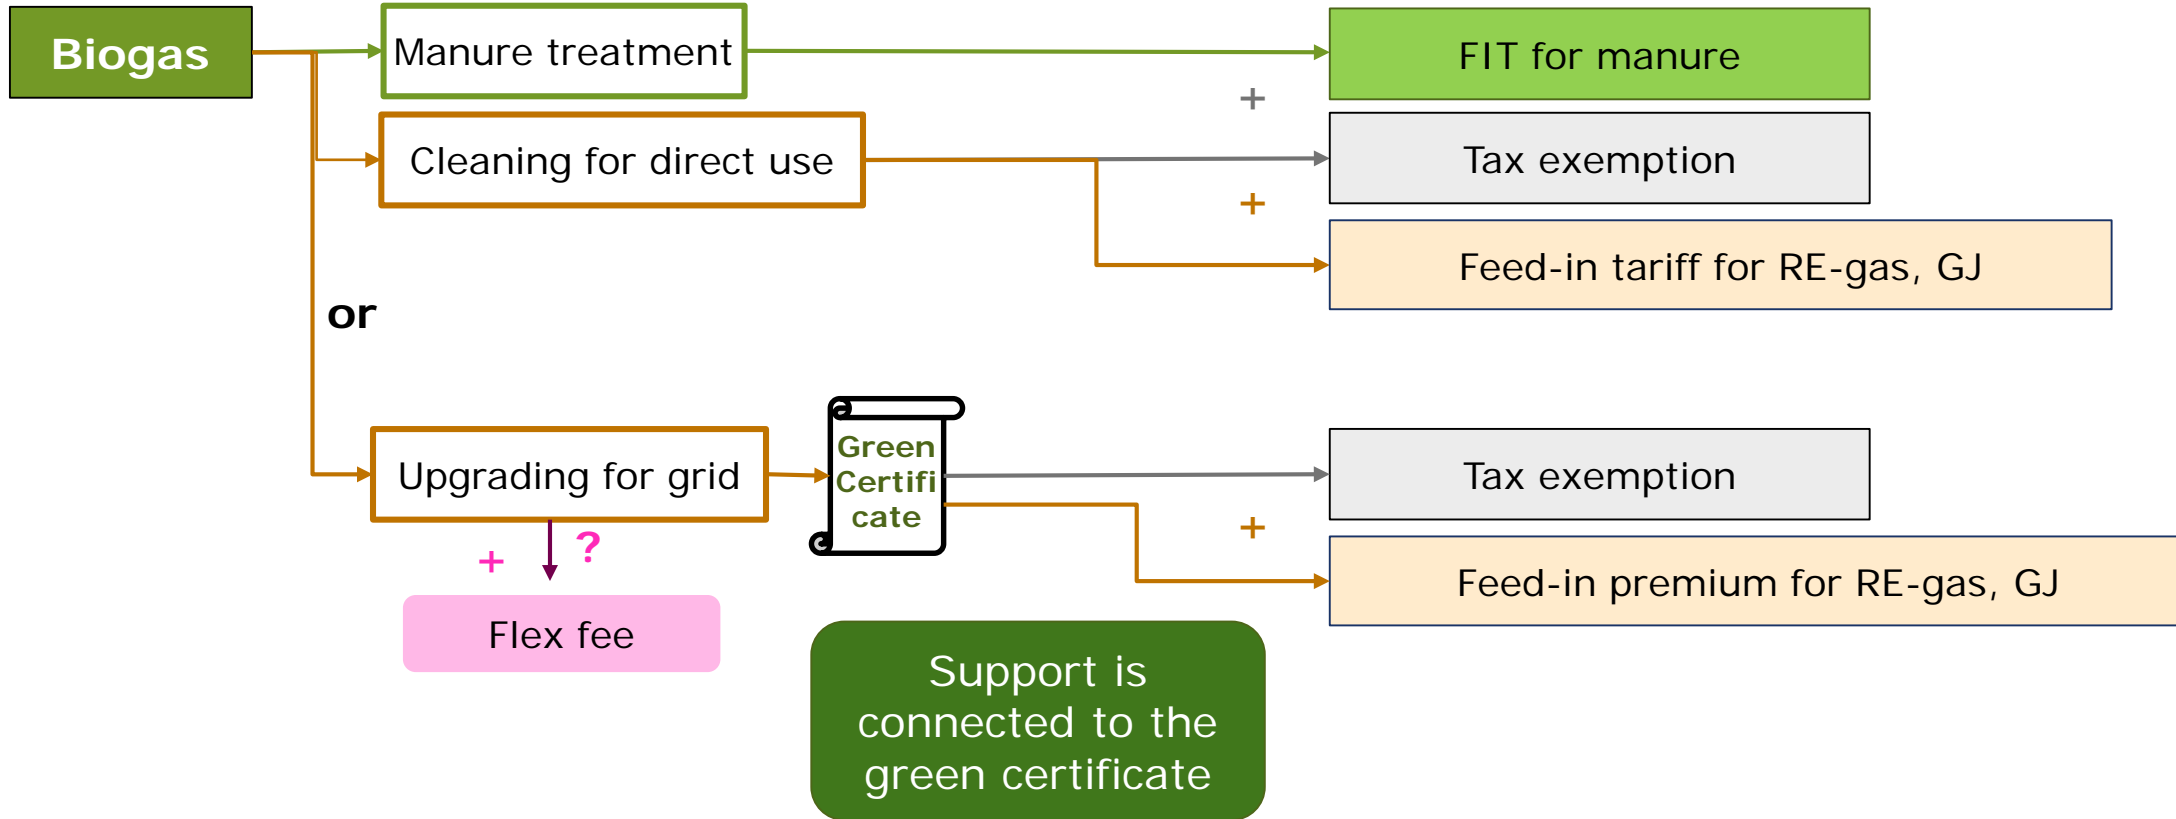 Biogas
Manure treatment
FIT for manure
+
Cleaning for direct use
Tax exemption
+
Feed-in tariff for RE-gas, GJ
or
Green
Certifi
cate
Upgrading for grid
Tax exemption
+
Feed-in premium for RE-gas, GJ
+ ?
Flex fee
Support is
connected to the
green certificate